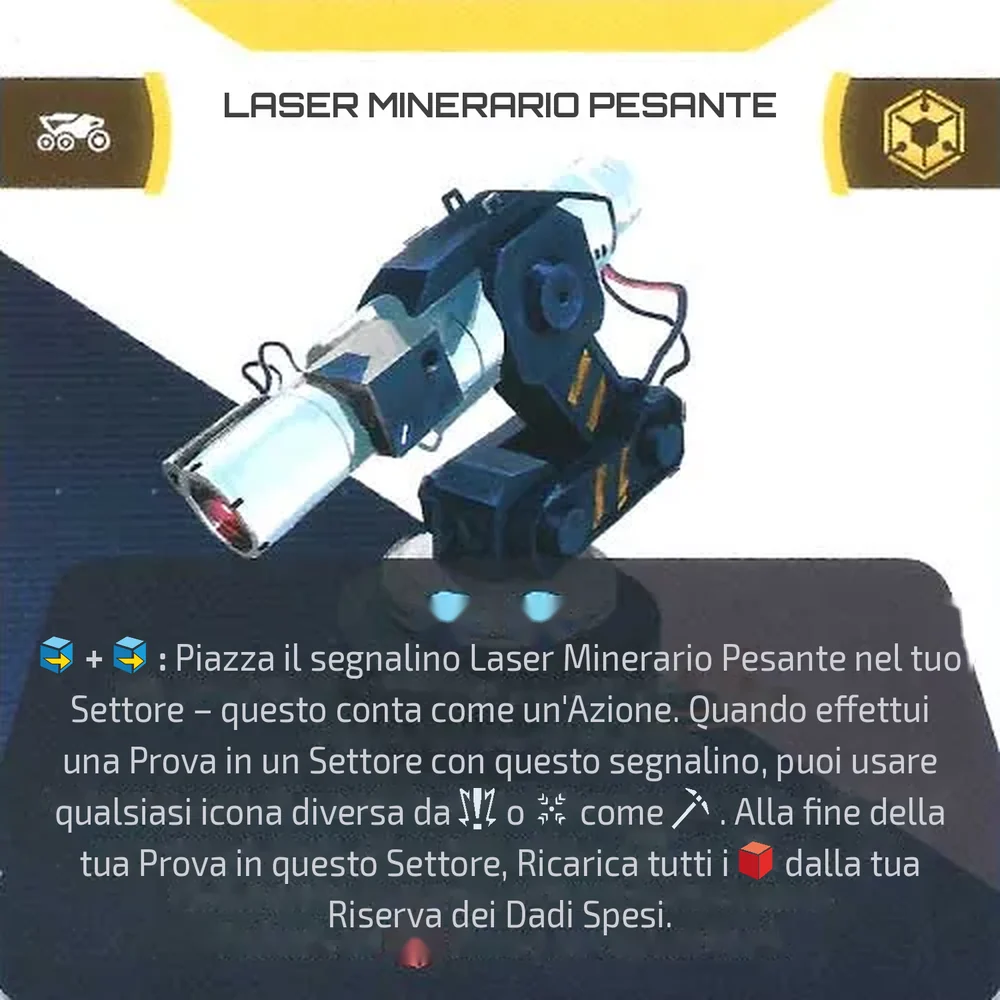 LASER MINERARIO PESANTE
+ : Piazza il segnalino Laser Minerario Pesante nel tuo
Settore – questo conta come un'Azione. Quando effettui
una Prova in un Settore con questo segnalino, puoi usare
qualsiasi icona diversa da o come . Alla fine della
tua Prova in questo Settore, Ricarica tutti i dalla tua
Riserva dei Dadi Spesi.